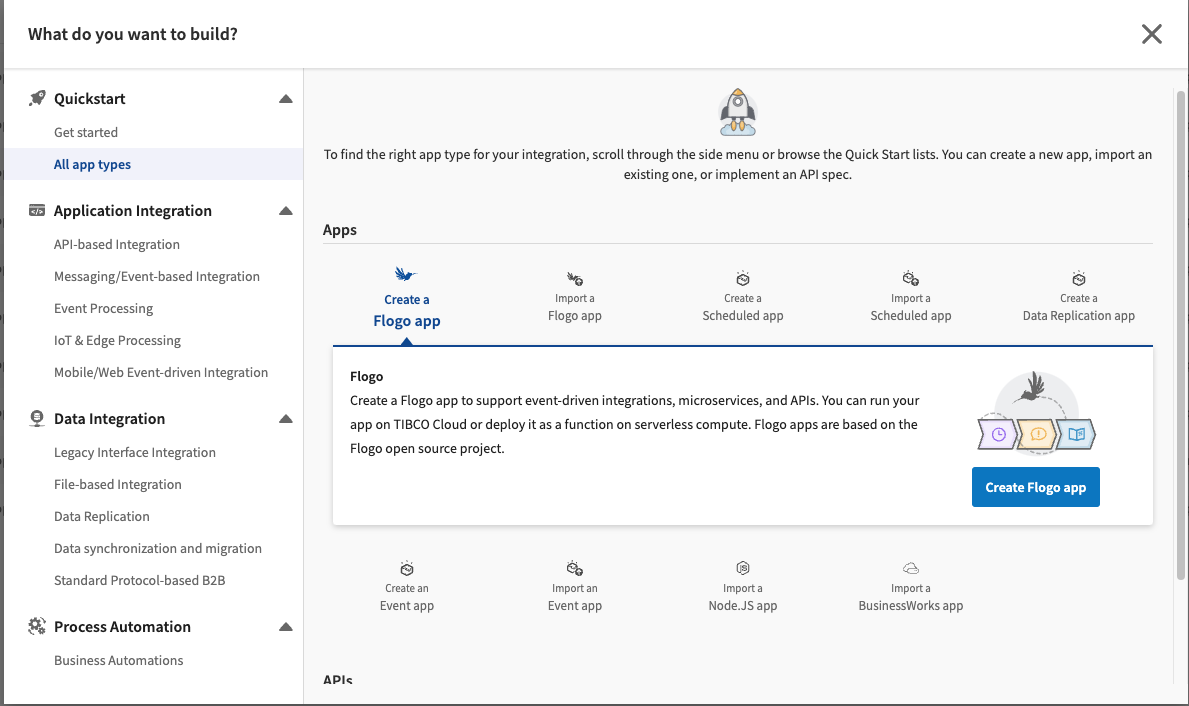 What do you want to build?
Quickstart
Get started
All app types
Application Integration
API-based Integration
Messaging/Event-based Integration
Event Processing
IoT & Edge Processing
Mobile/Web Event-driven Integration
Data Integration
Legacy Interface Integration
File-based Integration
Data Replication
Data synchronization and migration
Standard Protocol-based B2B
Process Automation
Business Automations
To find the right app type for your integration, scroll through the side menu or browse the Quick Start lists. You can create a new app, import an
existing one, or implement an API spec.
Apps
Create a
Flogo app
Import a
Flogo app
Create a
Scheduled app
Import a
Scheduled app
Create a
Data Replication app
Flogo
Create a Flogo app to support event-driven integrations, microservices, and APIs. You can run your
app on TIBCO Cloud or deploy it as a function on serverless compute. Flogo apps are based on the
Flogo open source project.
Create Flogo app
Create an
Event app
Import an
Event app
Import a
Node.JS app
Import a
BusinessWorks app
APIs